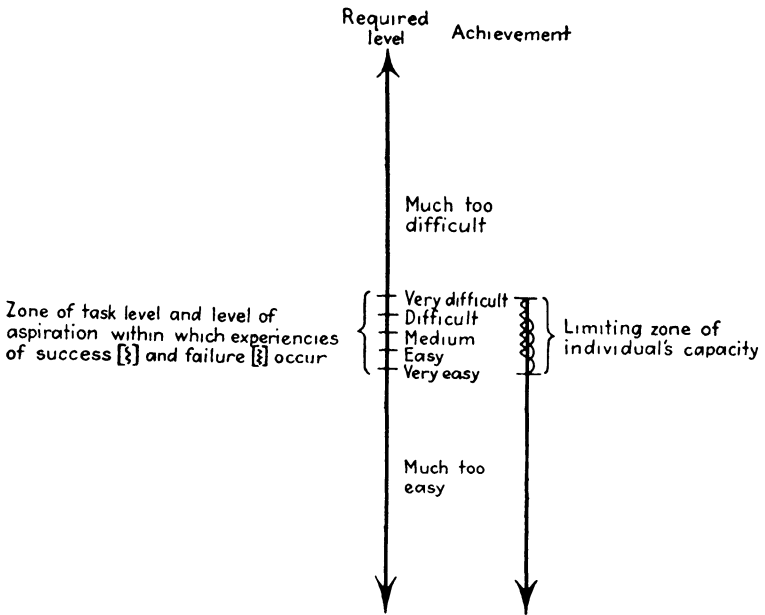 Required
level
Achievement
Much too
difficult
Zone of task level and level of
aspiration within which experiencies
of success [⌇] and failure [⌇] occur
Very difficult
Difficult
Medium
Easy
Very easy
Limiting zone of
individual's capacity
Much too
easy